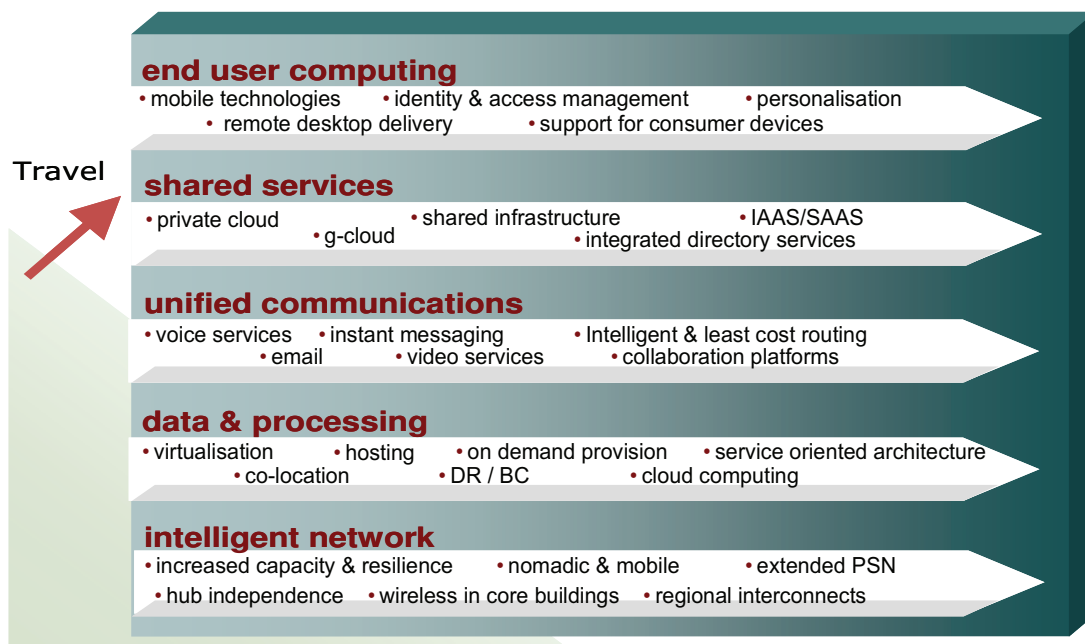 end user computing
• mobile technologies • identity & access management • personalisation
• remote desktop delivery • support for consumer devices
Travel
shared services
• private cloud • shared infrastructure • IAAS/SAAS
• g-cloud • integrated directory services
unified communications
• voice services • instant messaging • Intelligent & least cost routing
• email • video services • collaboration platforms
data & processing
• virtualisation • hosting • on demand provision • service oriented architecture
• co-location • DR / BC • cloud computing
intelligent network
• increased capacity & resilience • nomadic & mobile • extended PSN
• hub independence • wireless in core buildings • regional interconnects